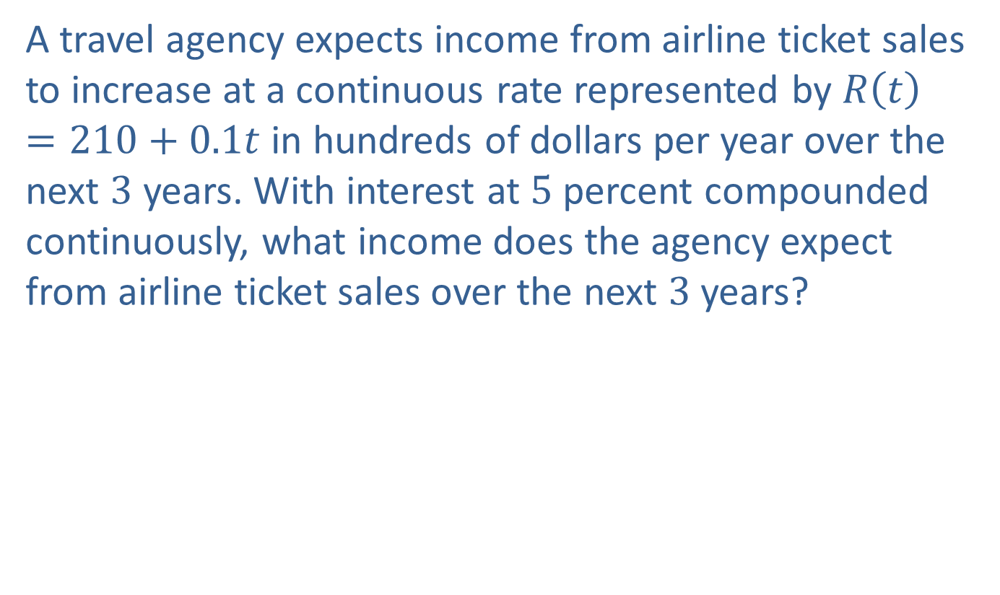 A travel agency expects income from airline ticket sales
to increase at a continuous rate represented by R(t)
= 210 + 0.1t in hundreds of dollars per year over the
next 3 years. With interest at 5 percent compounded
continuously, what income does the agency expect
from airline ticket sales over the next 3 years?